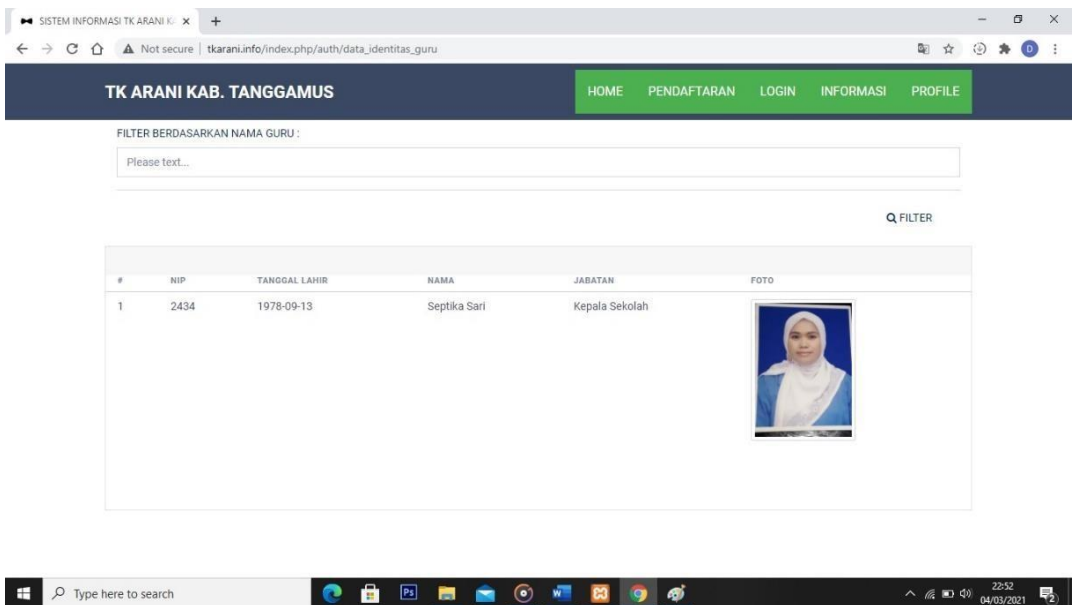 SISTEM INFORMASI TK ARANI K
Not secure | tkarani.info/index.php/auth/data_identitas_guru
D
TK ARANI KAB. TANGGAMUS
HOME PENDAFTARAN LOGIN INFORMASI PROFILE
FILTER BERDASARKAN NAMA GURU :
Please text...
FILTER
# NIP TANGGAL LAHIR NAMA JABATAN FOTO
1 2434 1978-09-13 Septika Sari Kepala Sekolah
Type here to search
Ps
W
22:52
04/03/2021
2